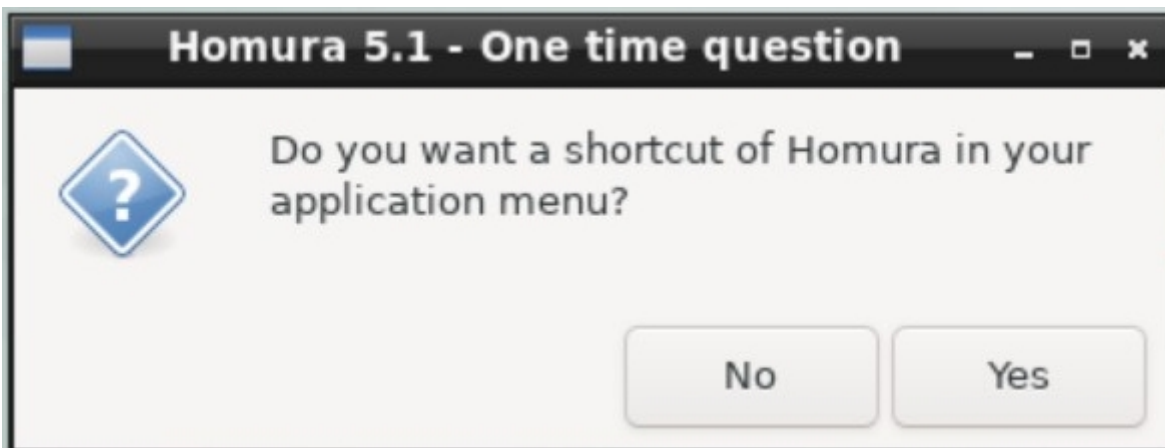 Homura 5.1 - One time question
Do you want a shortcut of Homura in your
application menu?
No
Yes